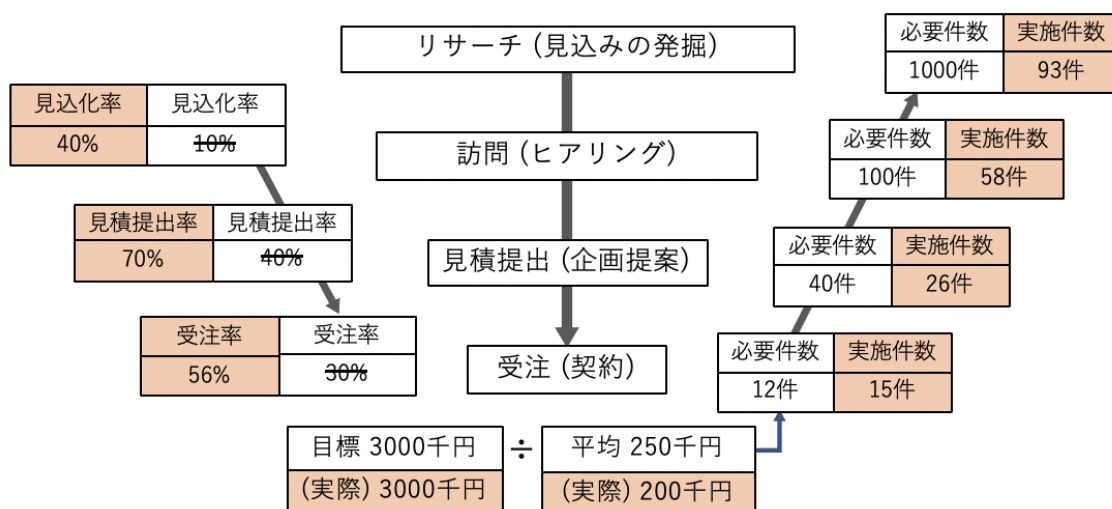 リサーチ (見込みの発掘)
必要件数 実施件数
1000件 93件
見込化率 見込化率
40% 10%
訪問 (ヒアリング)
必要件数 実施件数
100件 58件
見積提出率 見積提出率
70% 40%
見積提出 (企画提案)
必要件数 実施件数
40件 26件
受注率 受注率
56% 30%
受注 (契約)
必要件数 実施件数
12件 15件
目標 3000千円 ÷ 平均 250千円
(実際) 3000千円 (実際) 200千円